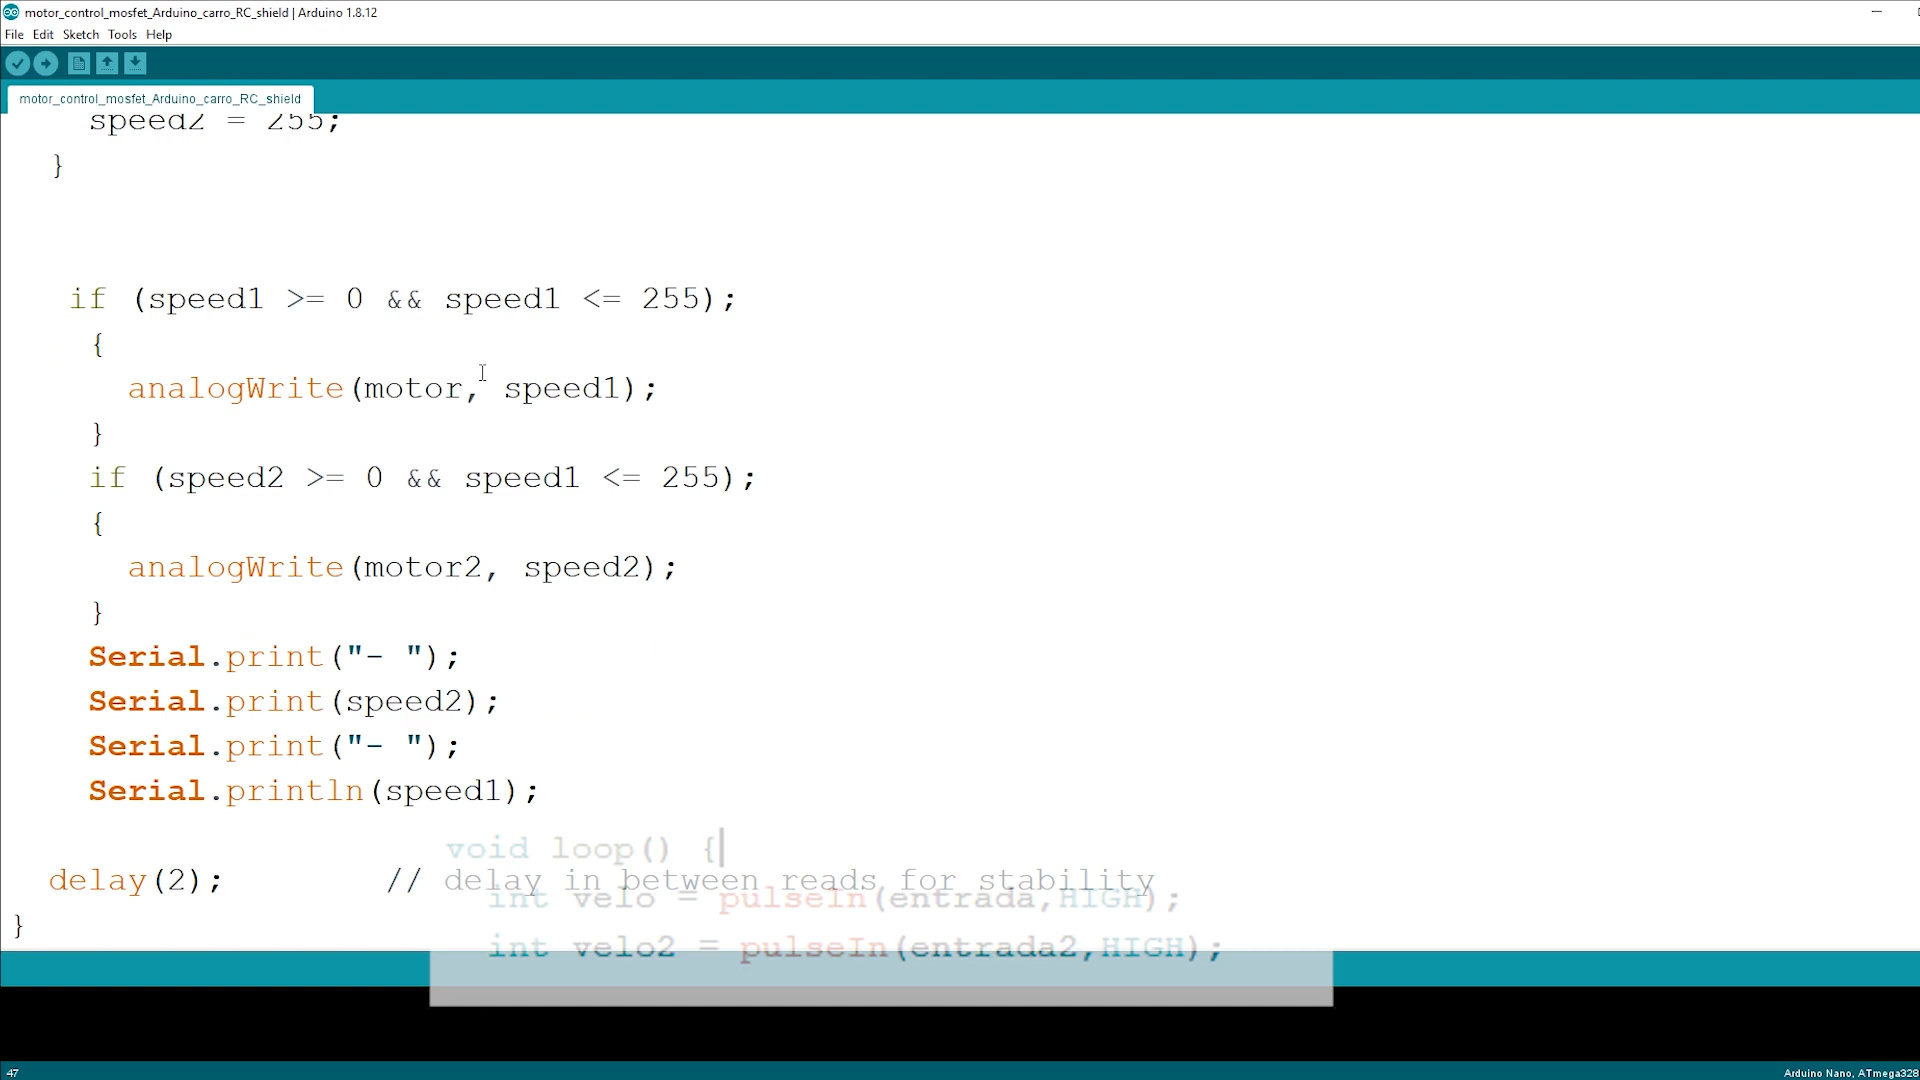 motor_control_mosfet_Arduino_carro_RC_shield | Arduino 1.8.12
File Edit Sketch Tools Help
motor_control_mosfet_Arduino_carro_RC_shield
speed2 = 255;
}
if (speed1 >= 0 && speed1 <= 255);
{
analogWrite(motor, speed1);
}
if (speed2 >= 0 && speed1 <= 255);
{
analogWrite(motor2, speed2);
}
Serial.print("- ");
Serial.print(speed2);
Serial.print("- ");
Serial.println(speed1);
void loop() {
delay(2); // delay in between reads for stability
int velo = pulseIn(entrada,HIGH);
}
int velo2 = pulseIn(entrada2,HIGH);
47
Arduino Nano, ATmega328